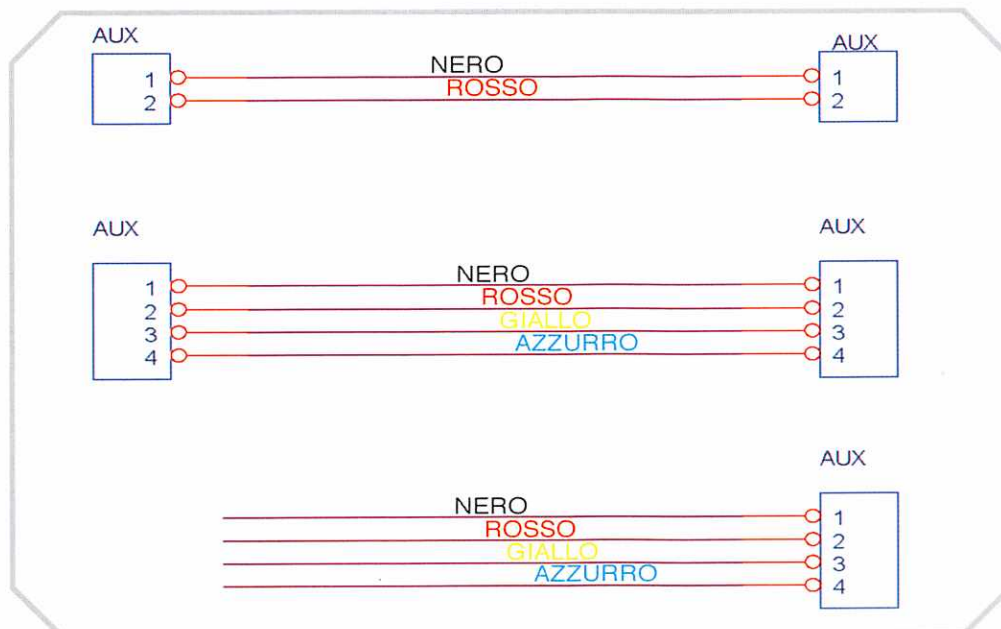 AUX AUX
1 NERO 1
2 ROSSO 2
AUX AUX
1 NERO 1
2 ROSSO 2
3 GIALLO 3
4 AZZURRO 4
AUX
NERO 1
ROSSO 2
GIALLO 3
AZZURRO 4